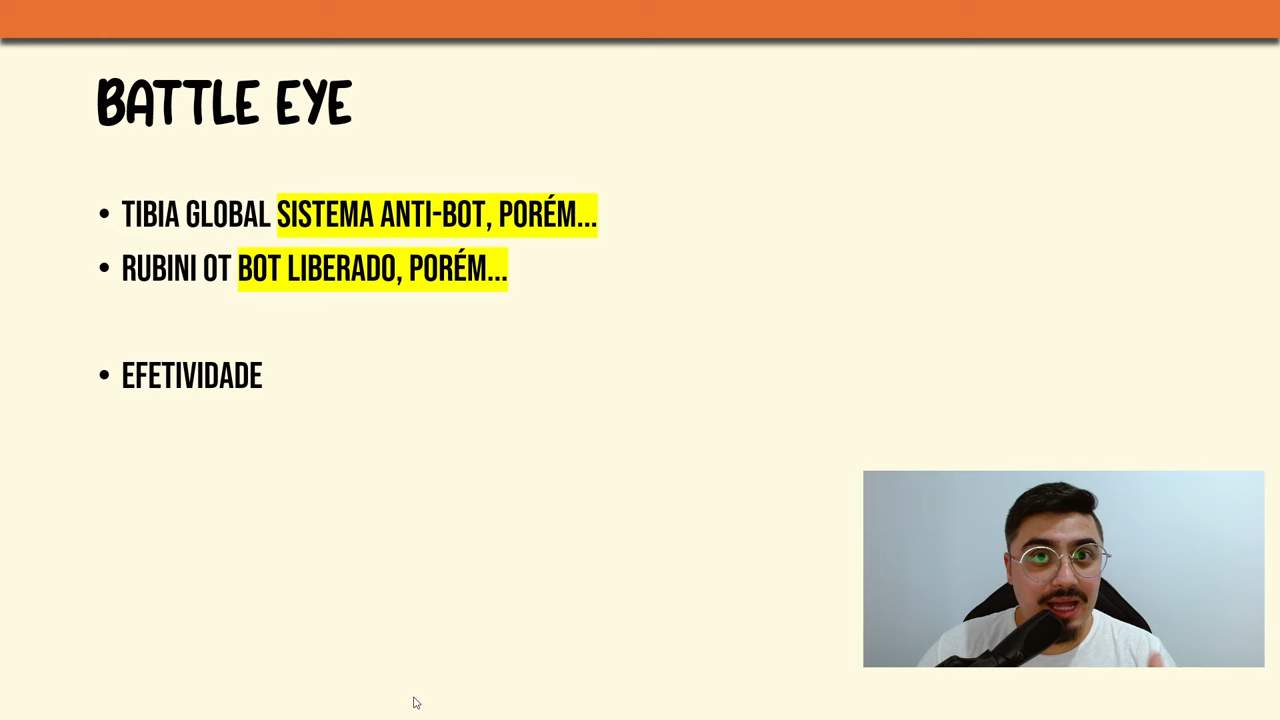 BATTLE EYE
• TIBIA GLOBAL SISTEMA ANTI-BOT, PORÉM...
• RUBINI OT BOT LIBERADO, PORÉM...
• EFETIVIDADE